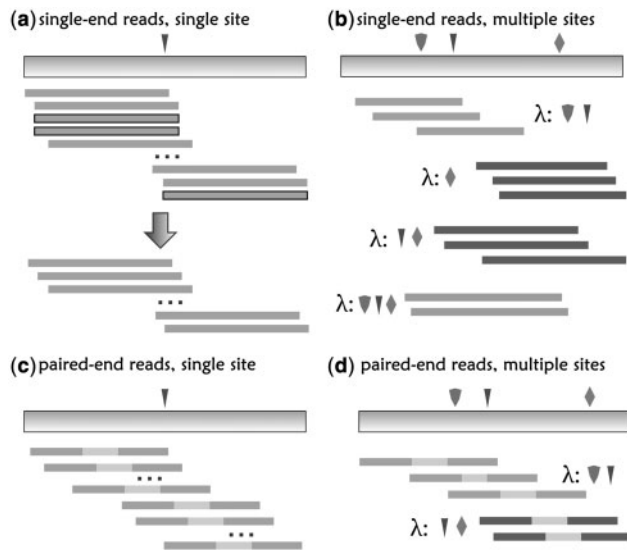 (a) single-end reads, single site
(b) single-end reads, multiple sites
...
λ:
λ:
λ:
...
λ:
(c) paired-end reads, single site
(d) paired-end reads, multiple sites
...
λ:
λ:
...